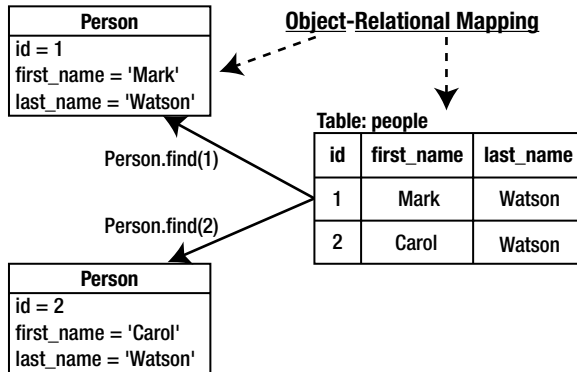 Person
id = 1
first_name = 'Mark'
last_name = 'Watson'
Object-Relational Mapping
Person.find(1)
Person.find(2)
Table: people
id first_name last_name
1 Mark Watson
2 Carol Watson
Person
id = 2
first_name = 'Carol'
last_name = 'Watson'